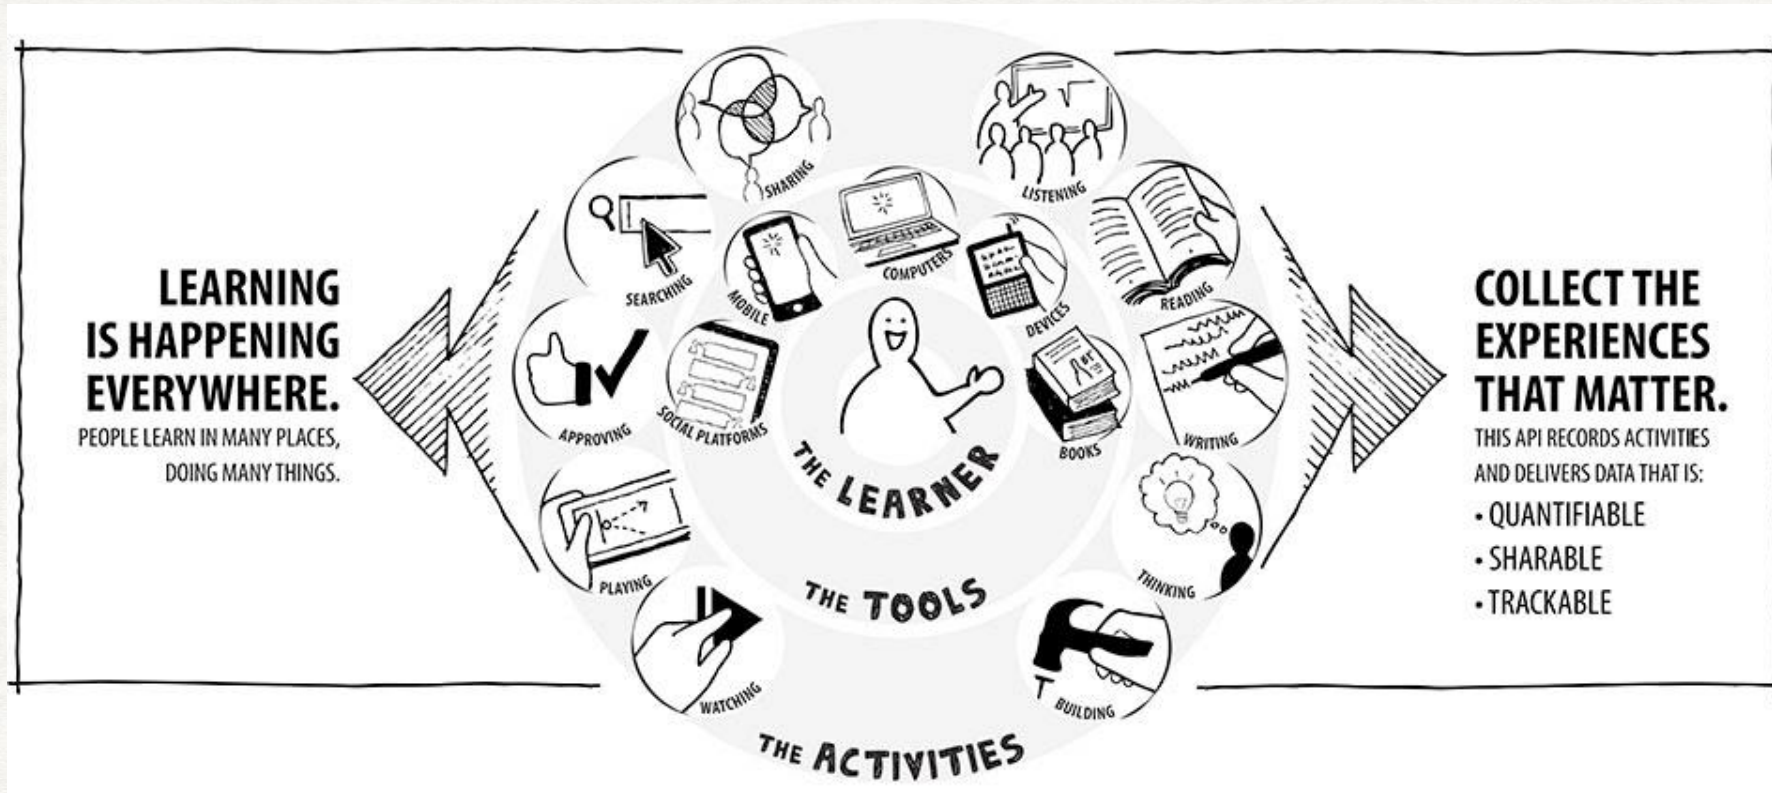 LEARNING
IS HAPPENING
EVERYWHERE.
PEOPLE LEARN IN MANY PLACES,
DOING MANY THINGS.
SHARING
LISTENING
SEARCHING
READING
MOBILE
COMPUTERS
DEVICES
APPROVING
SOCIAL PLATFORMS
BOOKS
WRITING
PLAYING
THINKING
WATCHING
BUILDING
THE LEARNER
THE TOOLS
THE ACTIVITIES
COLLECT THE
EXPERIENCES
THAT MATTER.
THIS API RECORDS ACTIVITIES
AND DELIVERS DATA THAT IS:
• QUANTIFIABLE
• SHARABLE
• TRACKABLE